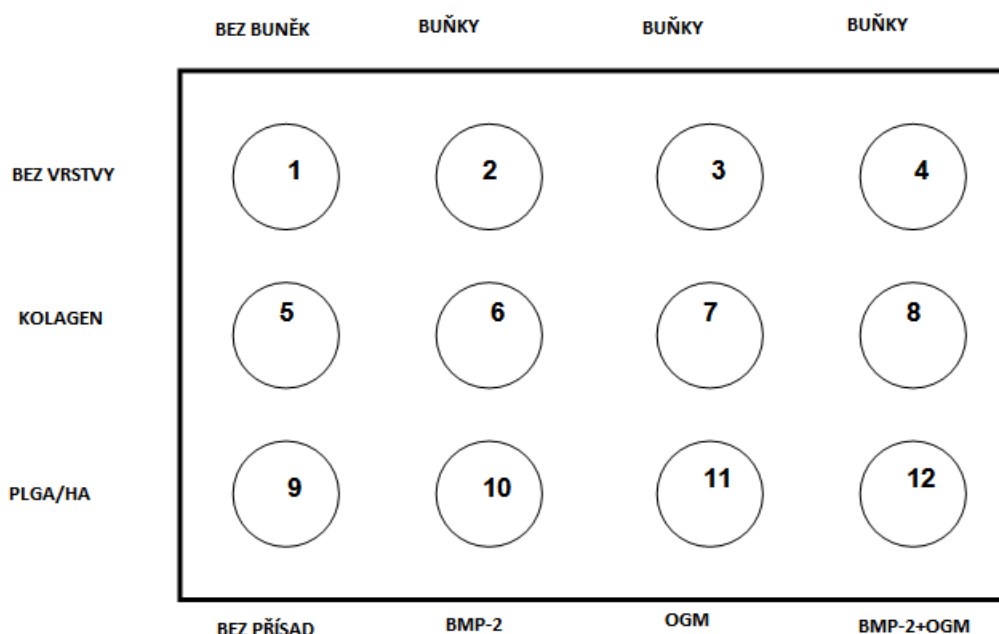 BEZ BUNĚK BUŇKY BUŇKY BUŇKY
BEZ VRSTVY 1 2 3 4
KOLAGEN 5 6 7 8
PLGA/HA 9 10 11 12
BEZ PŘÍSAD BMP-2 OGM BMP-2+OGM